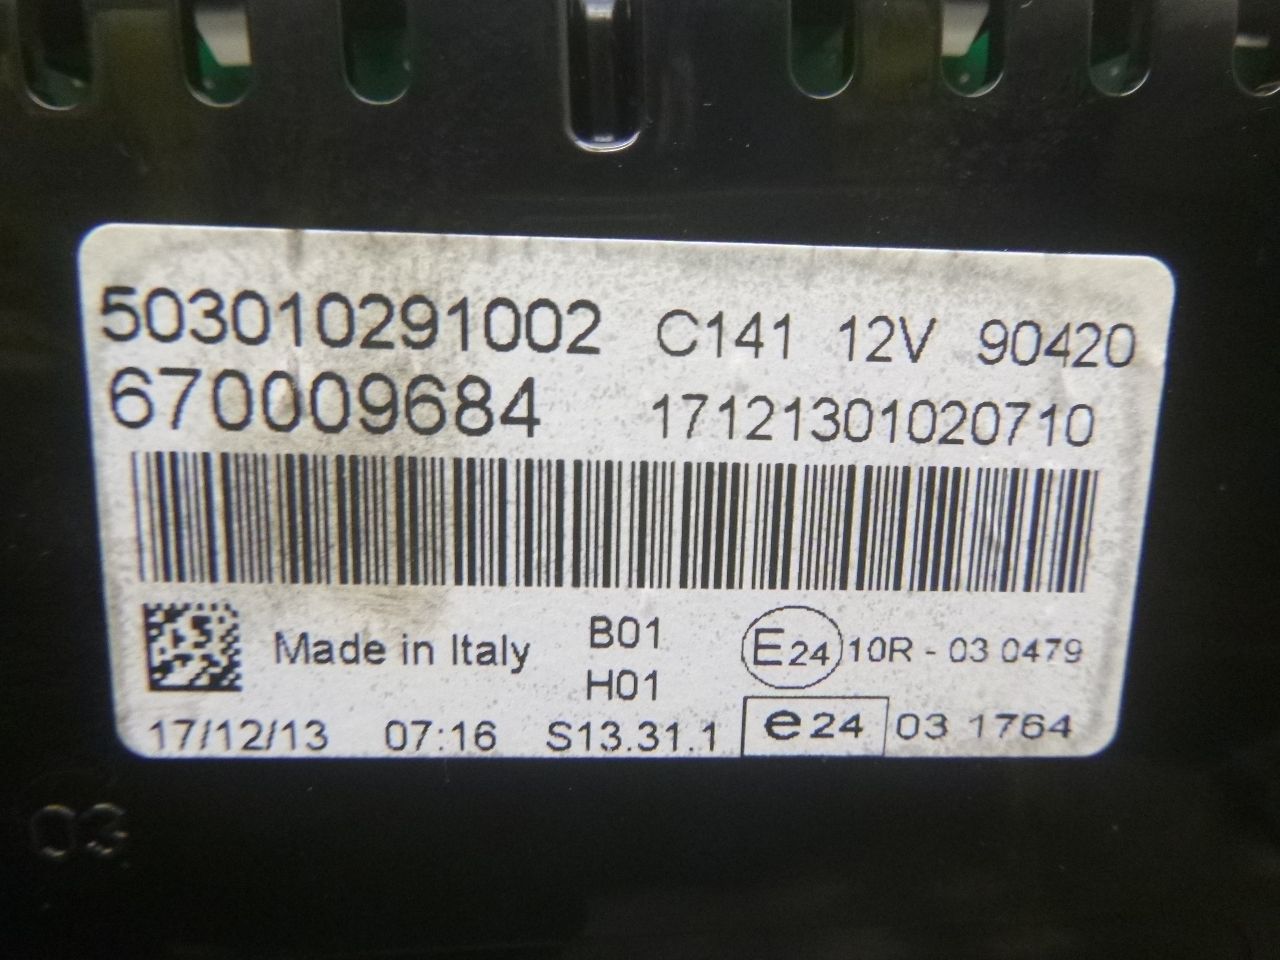 503010291002 C141 12V 90420
670009684 17121301020710
Made in Italy B01 E24 10R - 03 0479
H01
17/12/13 07:16 S13.31.1 e24 03 1764
03